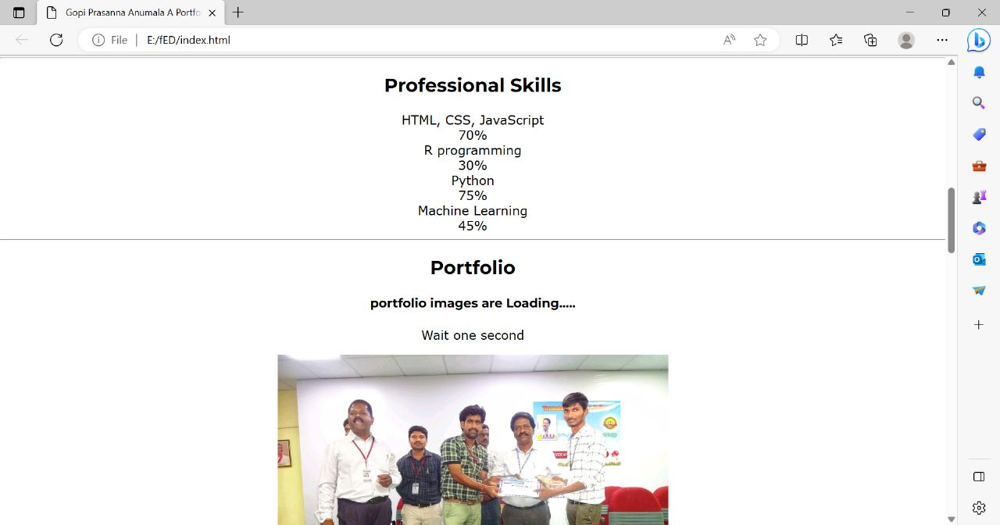 Gopi Prasanna Anumala A Portfo
File
E:/fED/index.html
Professional Skills
HTML, CSS, JavaScript
70%
R programming
30%
Python
75%
Machine Learning
45%
Portfolio
portfolio images are Loading.....
Wait one second